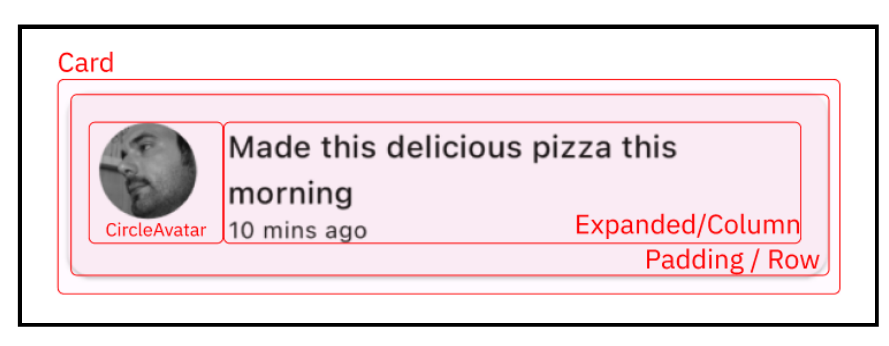 Card
Made this delicious pizza this
morning
CircleAvatar
10 mins ago
Expanded/Column
Padding / Row